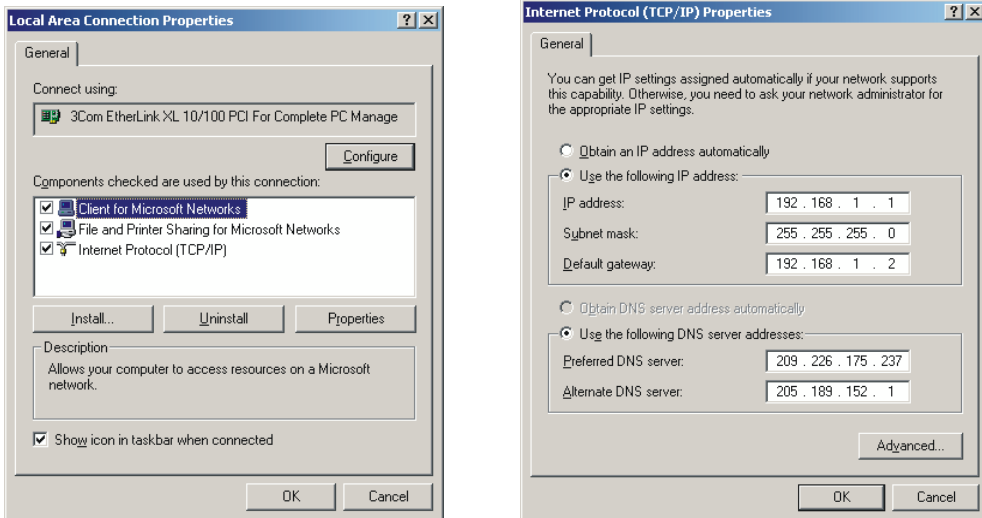 Local Area Connection Properties
General
Connect using:
3Com EtherLink XL 10/100 PCI For Complete PC Manage
Configure
Components checked are used by this connection:
Client for Microsoft Networks
File and Printer Sharing for Microsoft Networks
Internet Protocol (TCP/IP)
Install...
Uninstall
Properties
Description
Allows your computer to access resources on a Microsoft
network.
Show icon in taskbar when connected
OK
Cancel
Internet Protocol (TCP/IP) Properties
General
You can get IP settings assigned automatically if your network supports
this capability. Otherwise, you need to ask your network administrator for
the appropriate IP settings.
Obtain an IP address automatically
Use the following IP address:
IP address: 192 . 168 . 1 . 1
Subnet mask: 255 . 255 . 255 . 0
Default gateway: 192 . 168 . 1 . 2
Obtain DNS server address automatically
Use the following DNS server addresses:
Preferred DNS server: 209 . 226 . 175 . 237
Alternate DNS server: 205 . 189 . 152 . 1
Advanced...
OK
Cancel